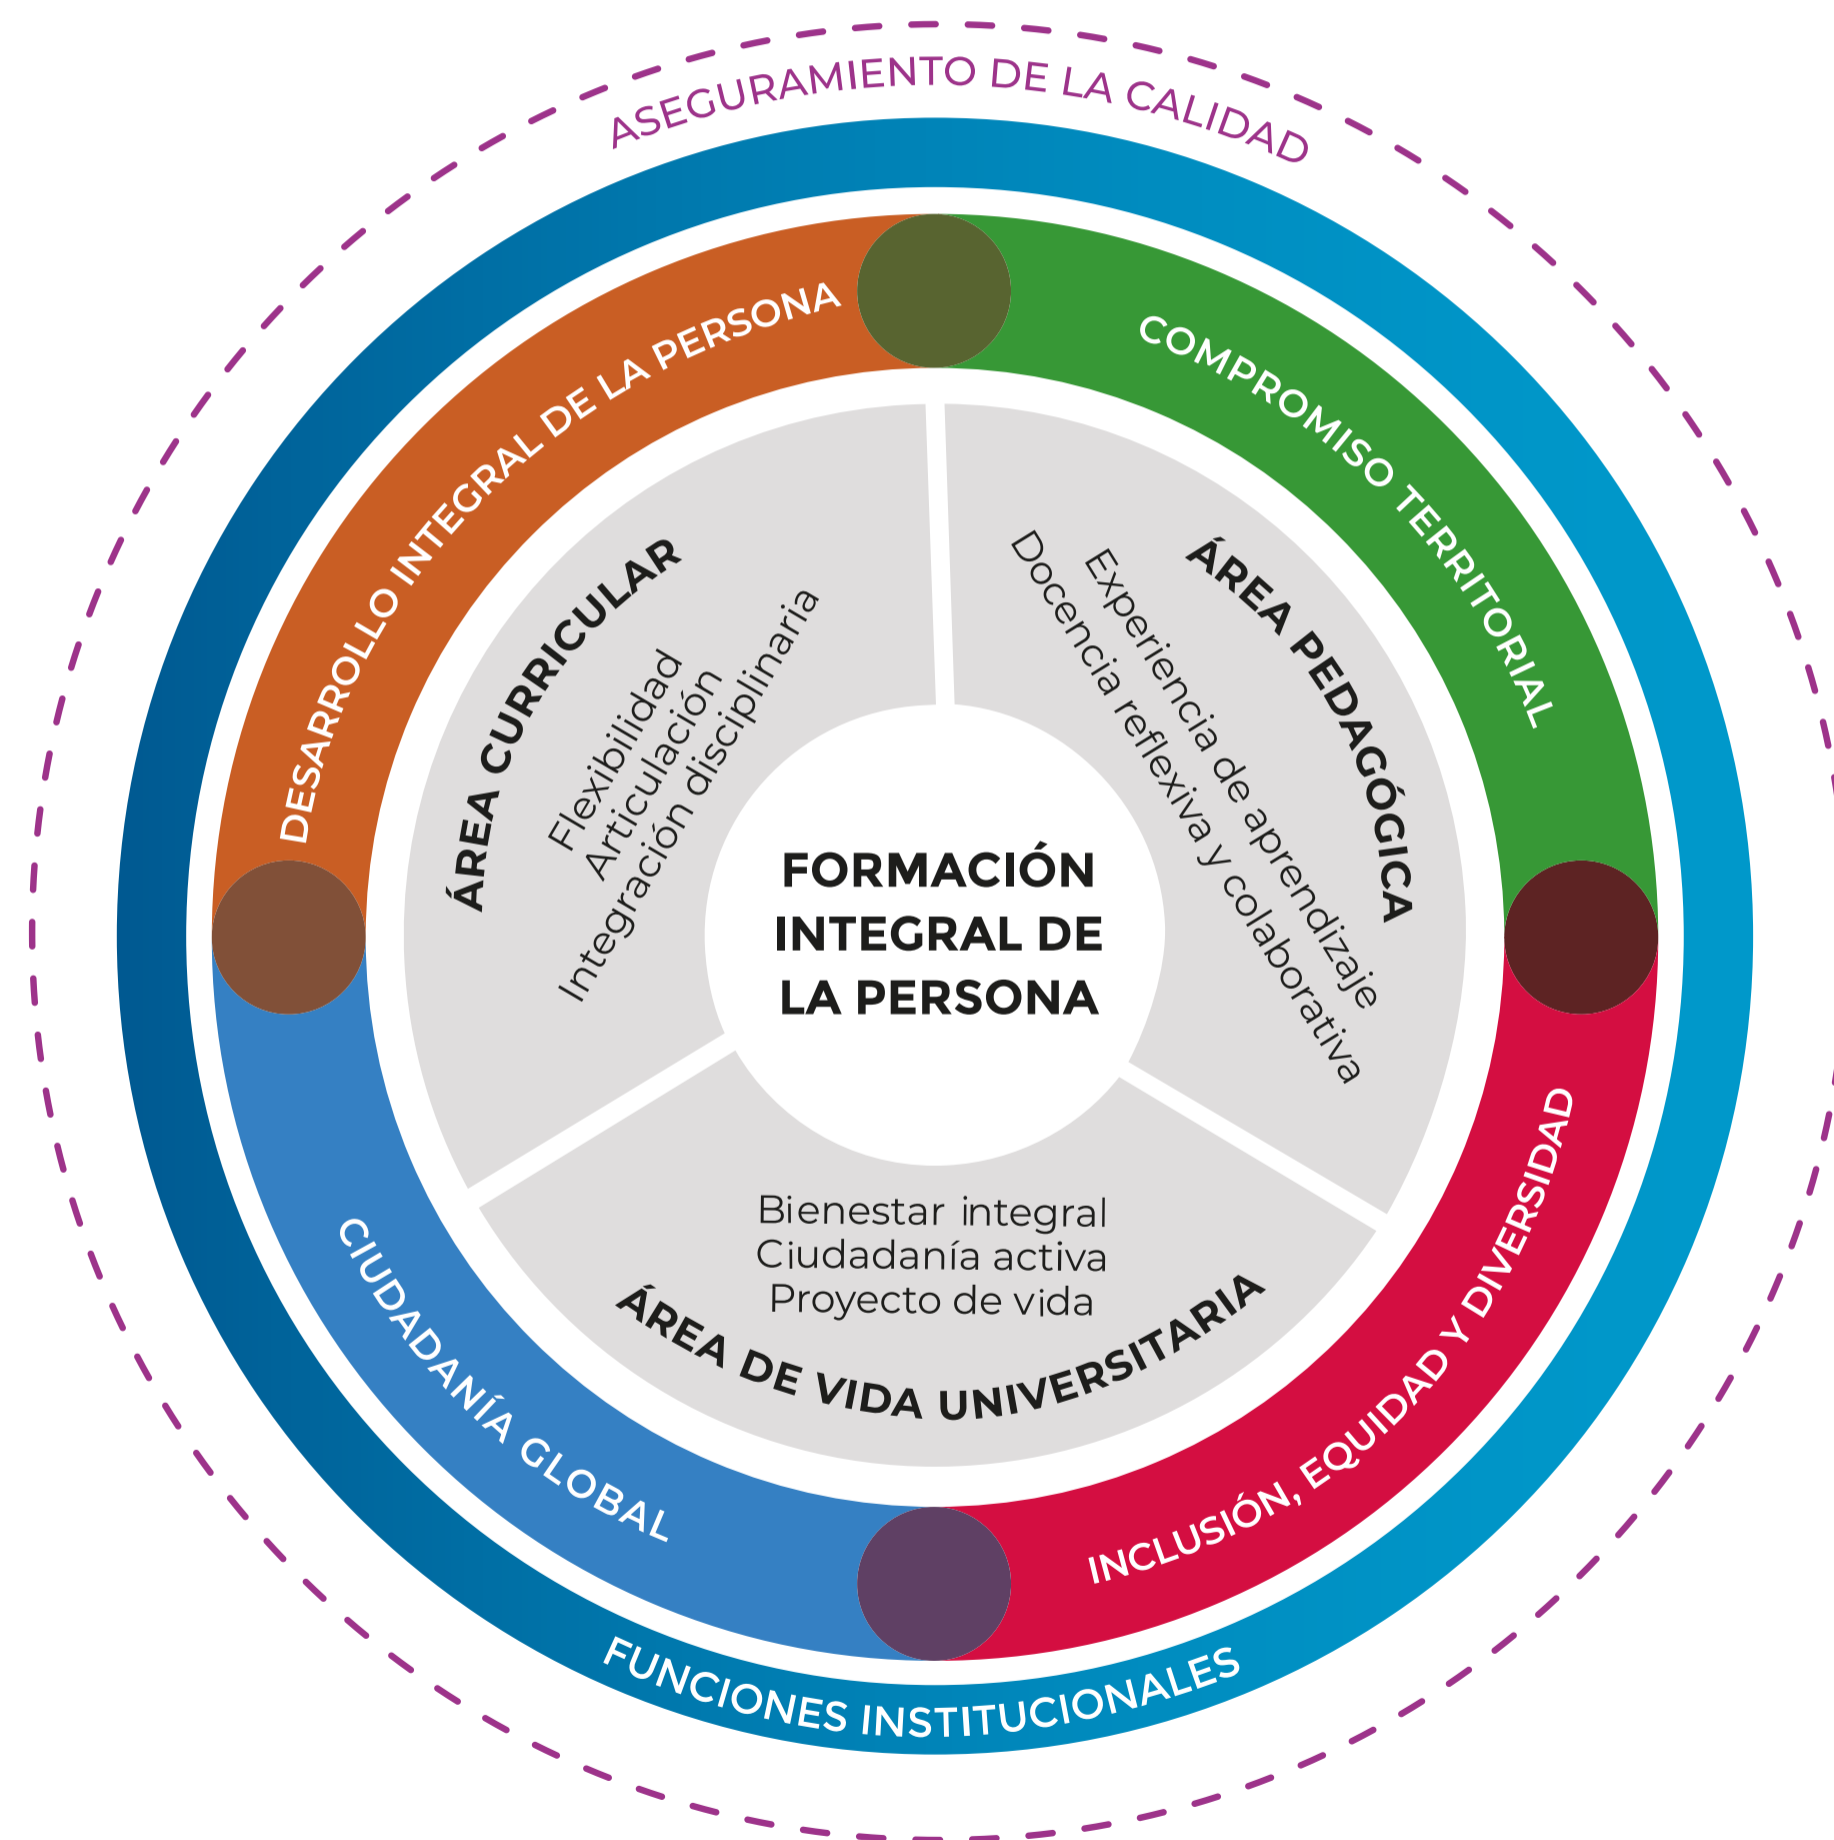 ASEGURAMIENTO DE LA CALIDAD
DESARROLLO INTEGRAL DE LA PERSONA
COMPROMISO TERRITORIAL
ÁREA CURRICULAR
Flexibilidad
Articulación
Integración disciplinaria
ÁREA PEDAGÓGICA
Experiencia de aprendizaje
Docencia reflexiva y colaborativa
FORMACIÓN
INTEGRAL DE
LA PERSONA
Bienestar integral
Ciudadanía activa
Proyecto de vida
ÁREA DE VIDA UNIVERSITARIA
CIUDADANÍA GLOBAL
INCLUSIÓN, EQUIDAD Y DIVERSIDAD
FUNCIONES INSTITUCIONALES